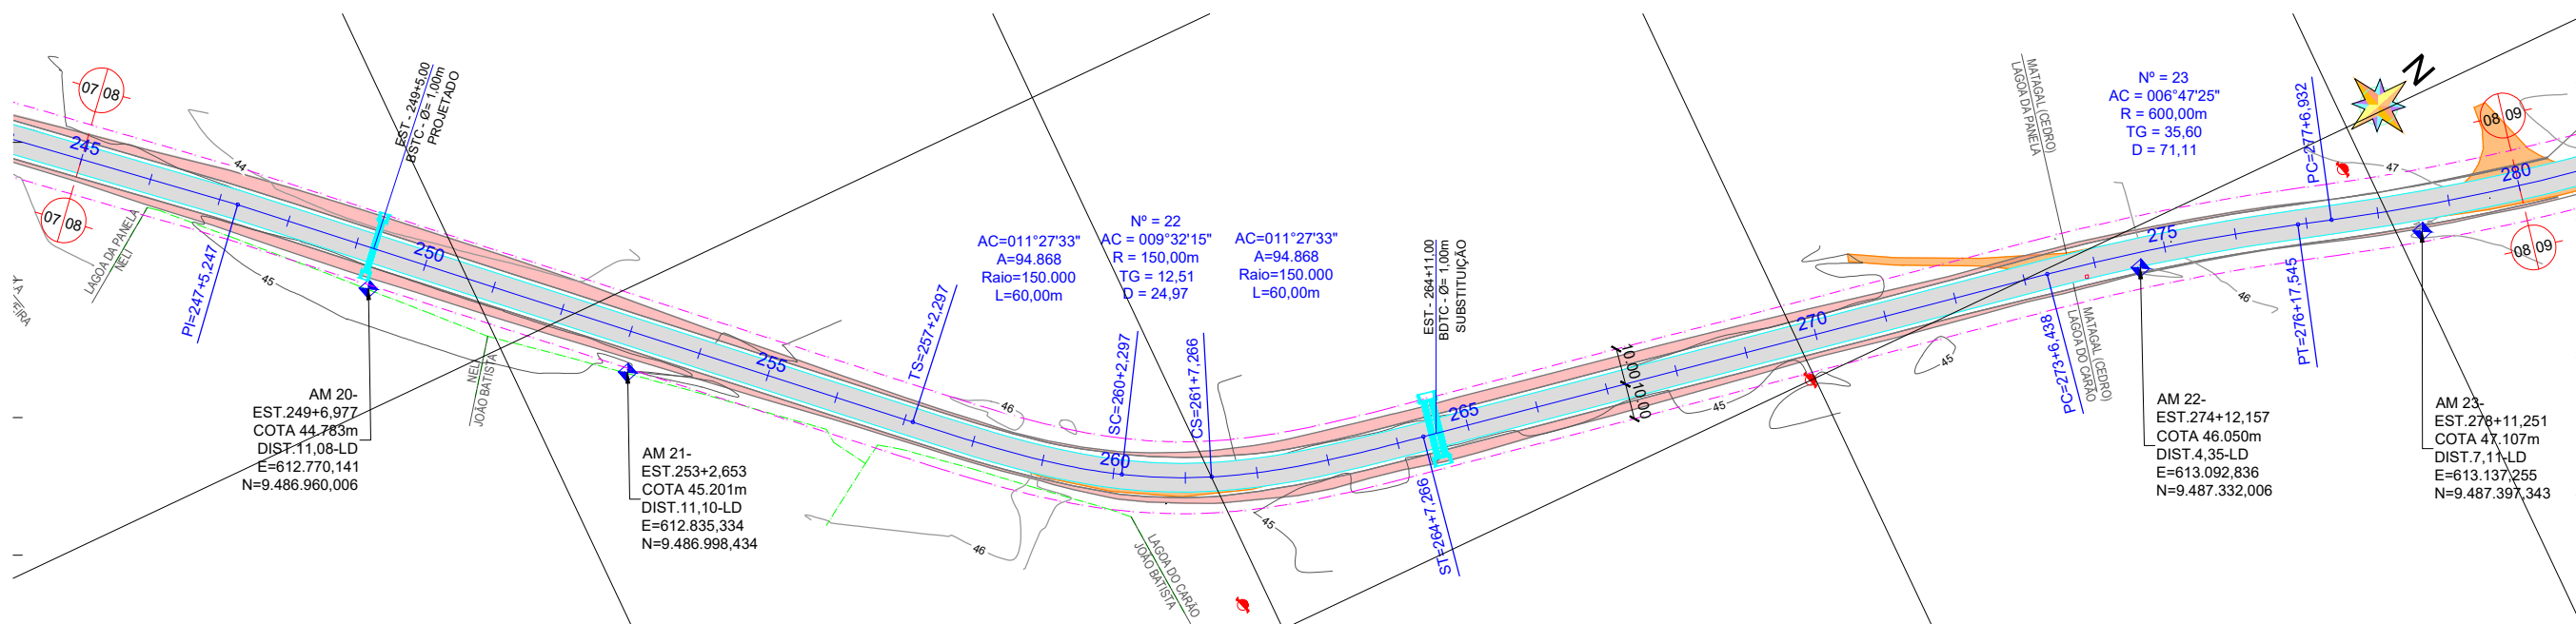 07 08
07 08
245
LAGOA DA PANELA
NELI
44
45
PI=247+5,247
EST - 249+5,00
BSTC - Ø= 1,00m
PROJETADO
250
AM 20-
EST.249+6,977
COTA 44.783m
DIST.11,08-LD
E=612.770,141
N=9.486.960,006
NELI
JOÃO BATISTA
AM 21-
EST.253+2,653
COTA 45.201m
DIST.11,10-LD
E=612.835,334
N=9.486.998,434
255
TS=257+2,297
AC=011°27'33"
A=94.868
Raio=150.000
L=60,00m
Nº = 22
AC = 009°32'15"
R = 150,00m
TG = 12,51
D = 24,97
AC=011°27'33"
A=94.868
Raio=150.000
L=60,00m
46
46
SC=260+2,297
260
CS=261+7,266
LAGOA DO CARÃO
JOÃO BATISTA
45
EST - 264+11,00
BDTC - Ø= 1,00m
SUBSTITUIÇÃO
265
ST=264+7,266
10.00
10.00
45
270
45
MATAGAL (CEDRO)
LAGOA DA PANELA
PC=273+6,438
MATAGAL (CEDRO)
LAGOA DO CARÃO
275
Nº = 23
AC = 006°47'25"
R = 600,00m
TG = 35,60
D = 71,11
AM 22-
EST.274+12,157
COTA 46.050m
DIST.4,35-LD
E=613.092,836
N=9.487.332,006
46
PT=276+17,545
PC=277+6,932
N
47
AM 23-
EST.278+11,251
COTA 47.107m
DIST.7,11-LD
E=613.137,255
N=9.487.397,343
280
08 09
08 09